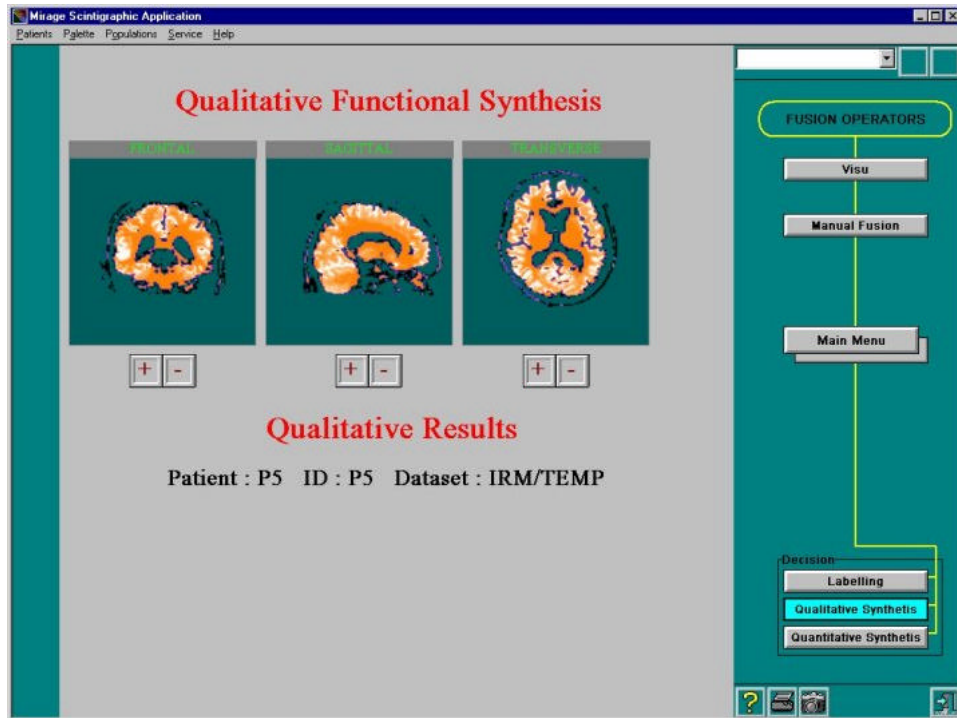 Mirage Scintigraphic Application
Patients Palette Populations Service Help
Qualitative Functional Synthesis
FRONTAL SAGITTAL TRANSVERSE
+ - + - + -
Qualitative Results
Patient : P5 ID : P5 Dataset : IRM/TEMP
FUSION OPERATORS
Visu
Manual Fusion
Main Menu
Decision
Labelling
Qualitative Synthetis
Quantitative Synthetis
?